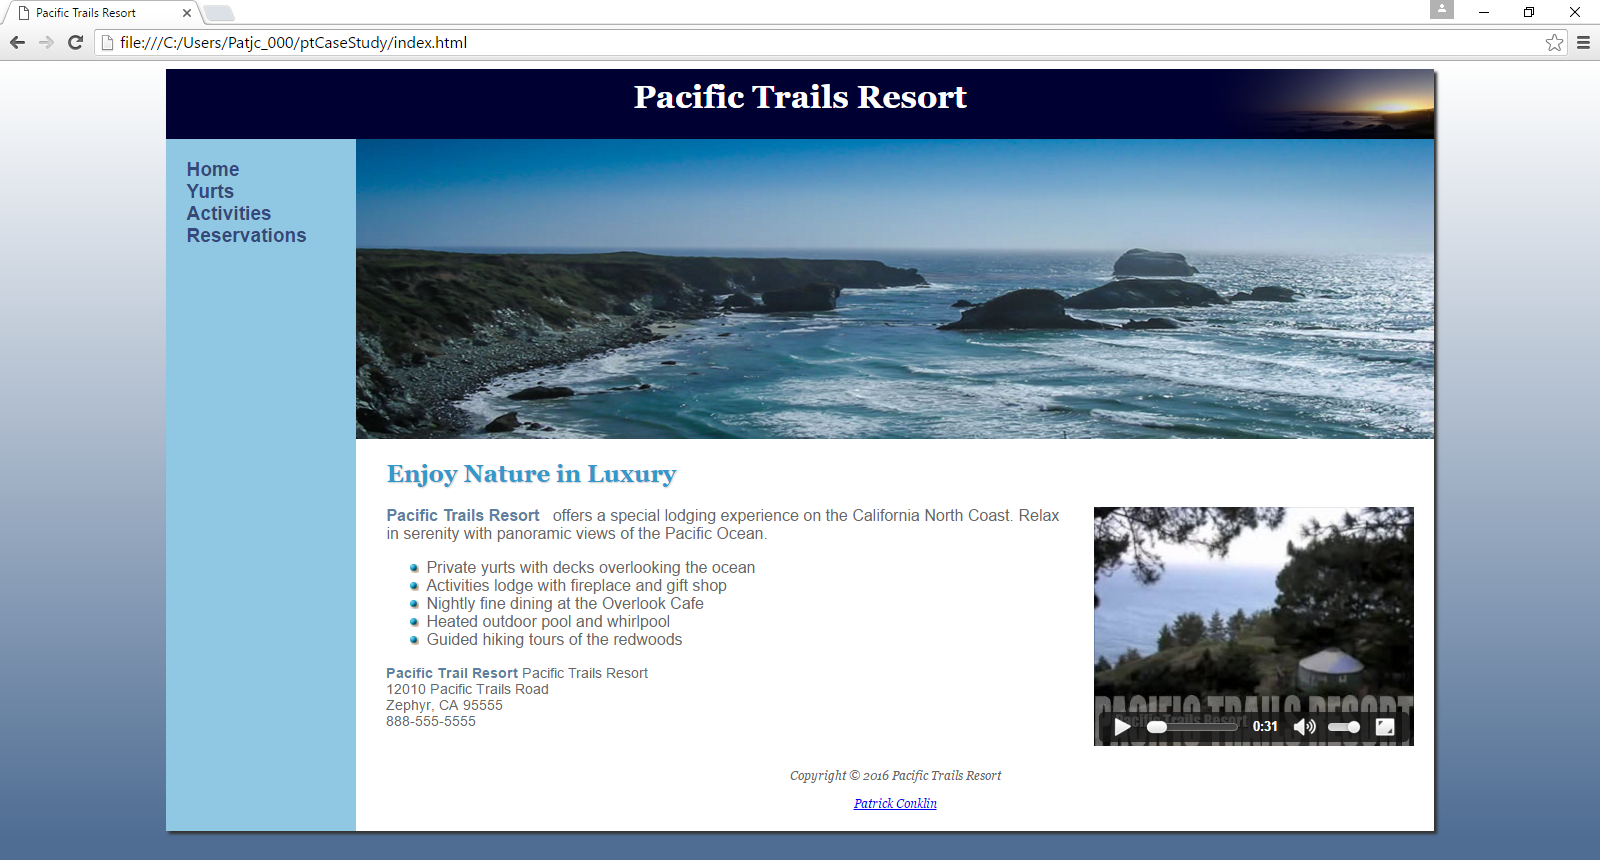 Pacific Trails Resort
file:///C:/Users/Patjc_000/ptCaseStudy/index.html
Pacific Trails Resort
Home
Yurts
Activities
Reservations
Enjoy Nature in Luxury
Pacific Trails Resort offers a special lodging experience on the California North Coast. Relax
in serenity with panoramic views of the Pacific Ocean.
Private yurts with decks overlooking the ocean
Activities lodge with fireplace and gift shop
Nightly fine dining at the Overlook Cafe
Heated outdoor pool and whirlpool
Guided hiking tours of the redwoods
Pacific Trail Resort Pacific Trails Resort
12010 Pacific Trails Road
Zephyr, CA 95555
888-555-5555
PACIFIC TRAILS RESORT
Pacific Trails Resort
0:31
Copyright © 2016 Pacific Trails Resort
Patrick Conklin